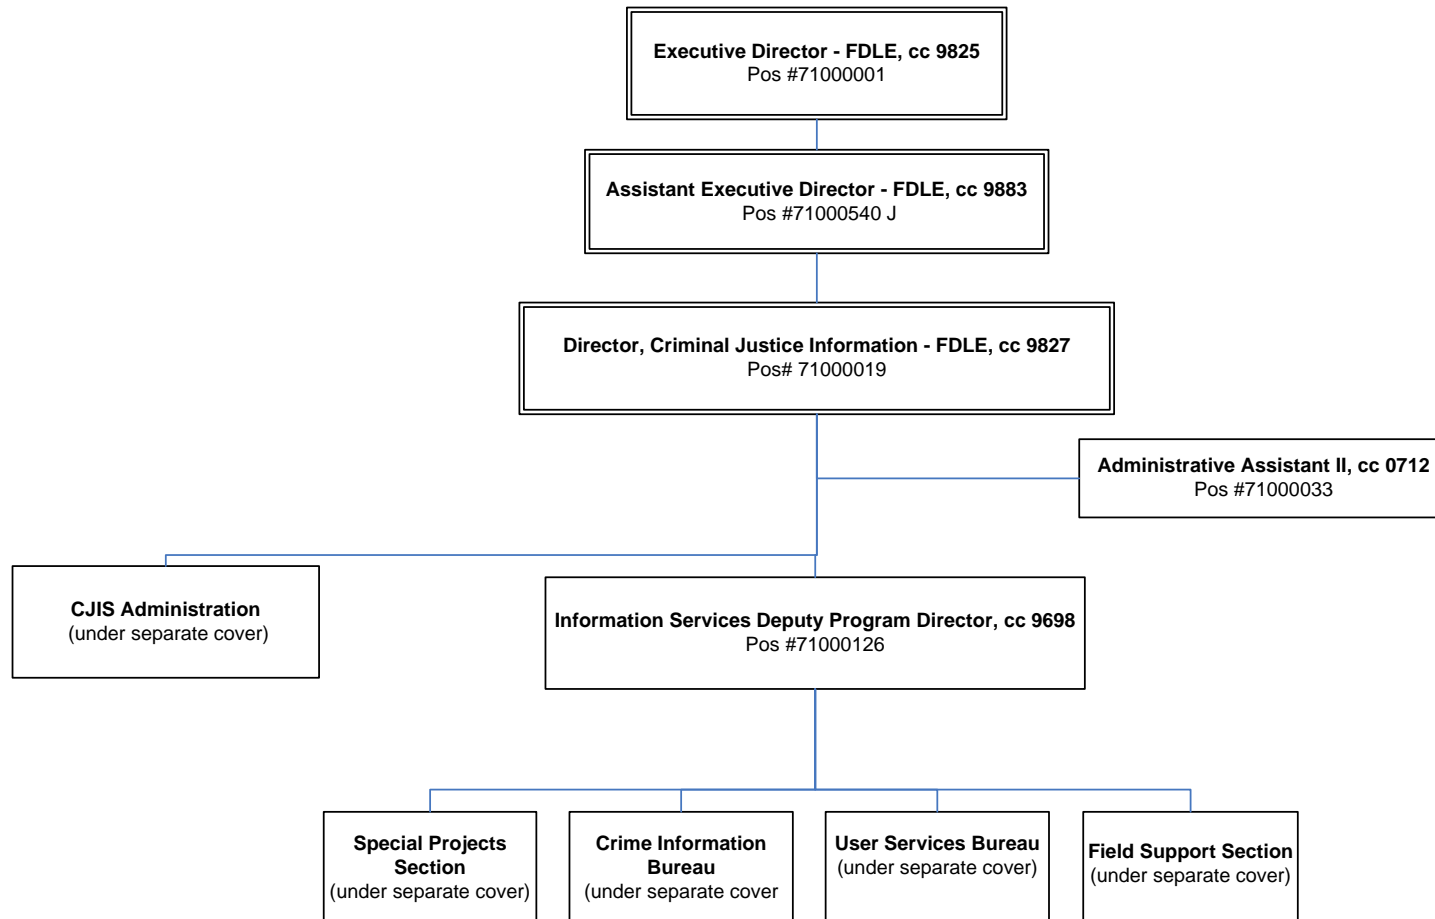 Executive Director - FDLE, cc 9825
Pos #71000001
Assistant Executive Director - FDLE, cc 9883
Pos #71000540 J
Director, Criminal Justice Information - FDLE, cc 9827
Pos# 71000019
Administrative Assistant II, cc 0712
Pos #71000033
CJIS Administration
(under separate cover)
Information Services Deputy Program Director, cc 9698
Pos #71000126
Special Projects
Section
(under separate cover)
Crime Information
Bureau
(under separate cover
User Services Bureau
(under separate cover)
Field Support Section
(under separate cover)